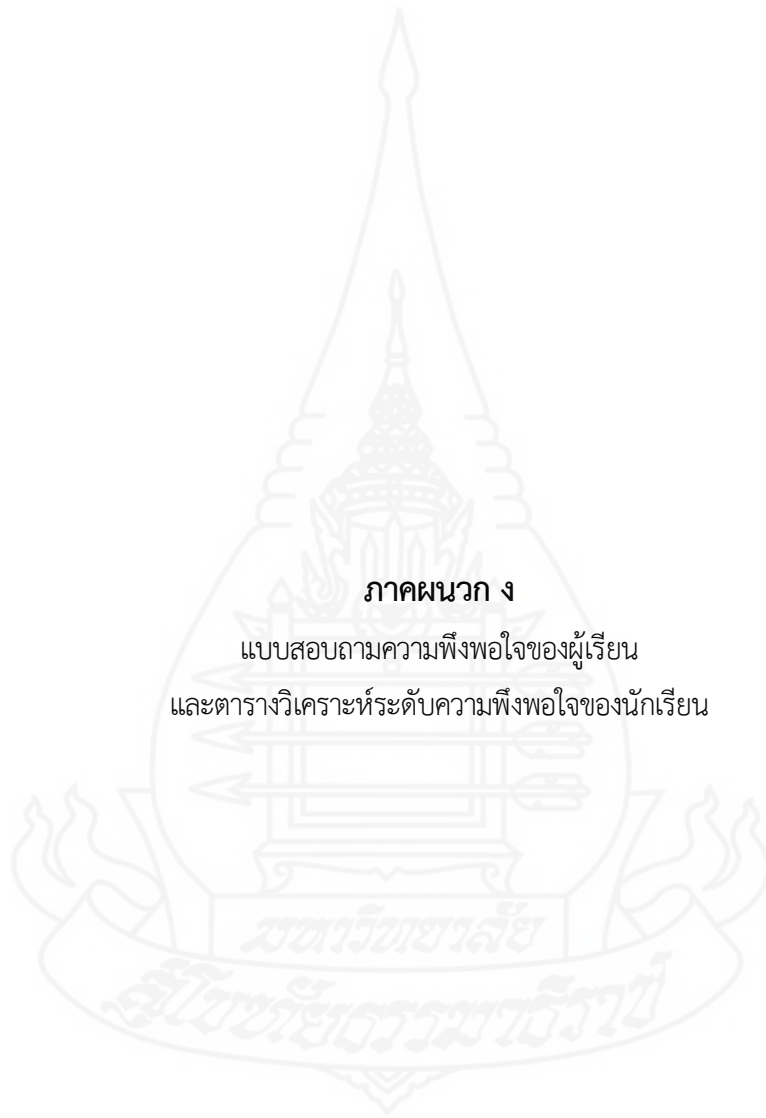 ภาคผนวก ง
แบบสอบถามความพึงพอใจของผู้เรียน
และตารางวิเคราะห์ระดับความพึงพอใจของนักเรียน
มหาวิทยาลัย
สุโขทัยธรรมาธิราช